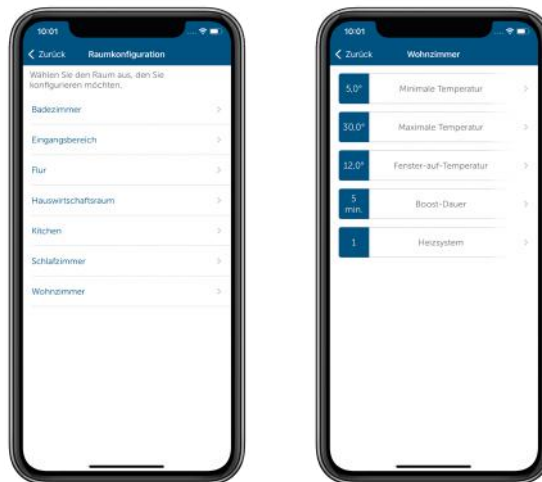 10:01
Zurück
Raumkonfiguration
Wählen Sie den Raum aus, den Sie
konfigurieren möchten.
Badezimmer
Eingangsbereich
Flur
Hauswirtschaftsraum
Kitchen
Schlafzimmer
Wohnzimmer
10:01
Zurück
Wohnzimmer
5,0°
Minimale Temperatur
30,0°
Maximale Temperatur
12,0°
Fenster-auf-Temperatur
5
min.
Boost-Dauer
1
Heizsystem